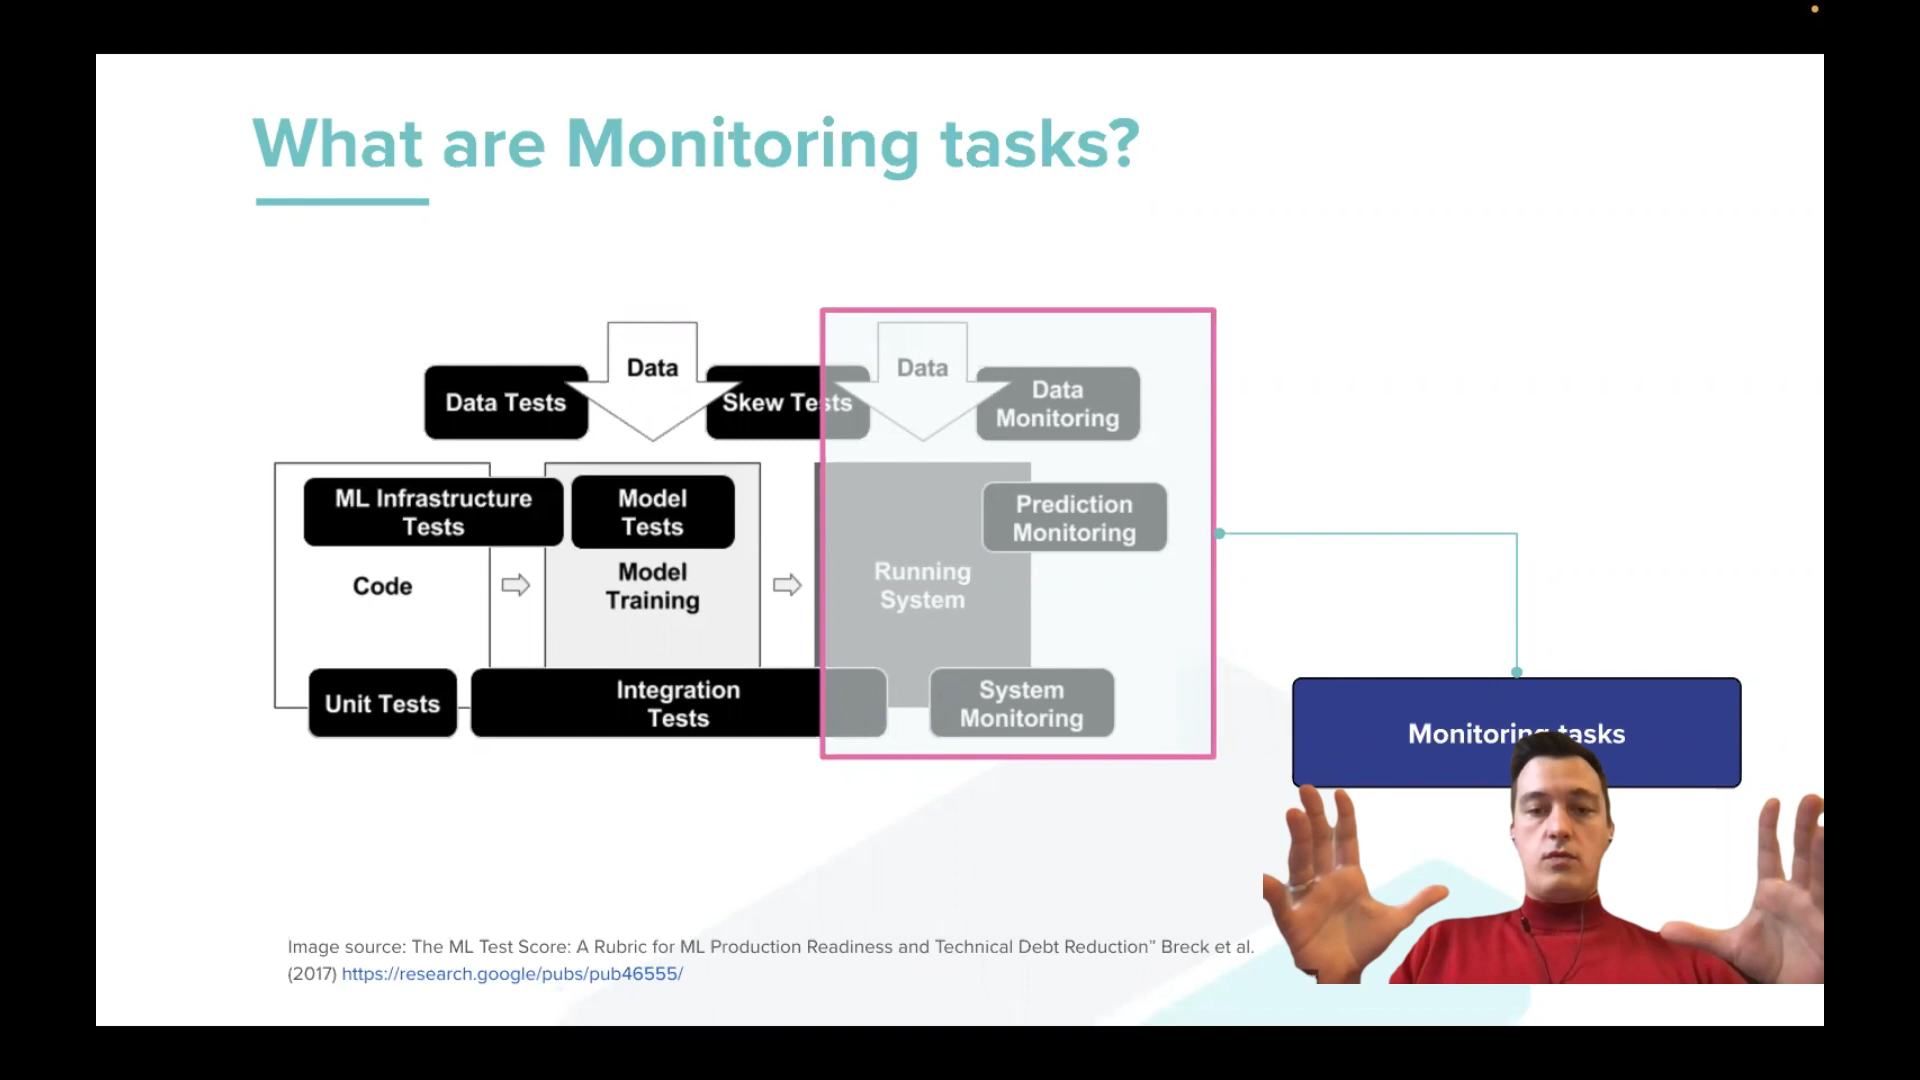 What are Monitoring tasks?
Data
Data
Data Tests
Skew Tests
Data
Monitoring
ML Infrastructure
Tests
Model
Tests
Prediction
Monitoring
Code
Model
Training
Running
System
Unit Tests
Integration
Tests
System
Monitoring
Monitoring tasks
Image source: The ML Test Score: A Rubric for ML Production Readiness and Technical Debt Reduction” Breck et al.
(2017) https://research.google/pubs/pub46555/